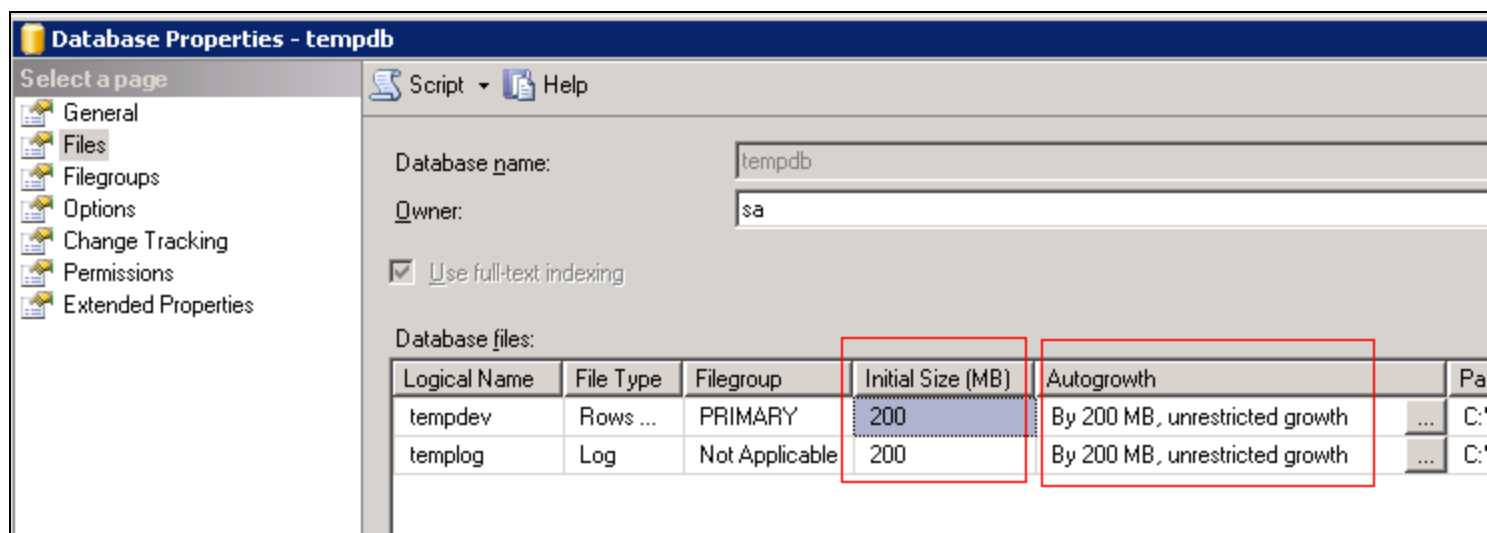 Database Properties - tempdb
Select a page
General
Files
Filegroups
Options
Change Tracking
Permissions
Extended Properties
Script Help
Database name: tempdb
Owner: sa
Use full-text indexing
Database files:
Logical Name File Type Filegroup Initial Size (MB) Autogrowth Pa
tempdev Rows ... PRIMARY 200 By 200 MB, unrestricted growth ... C:\
templog Log Not Applicable 200 By 200 MB, unrestricted growth ... C:\